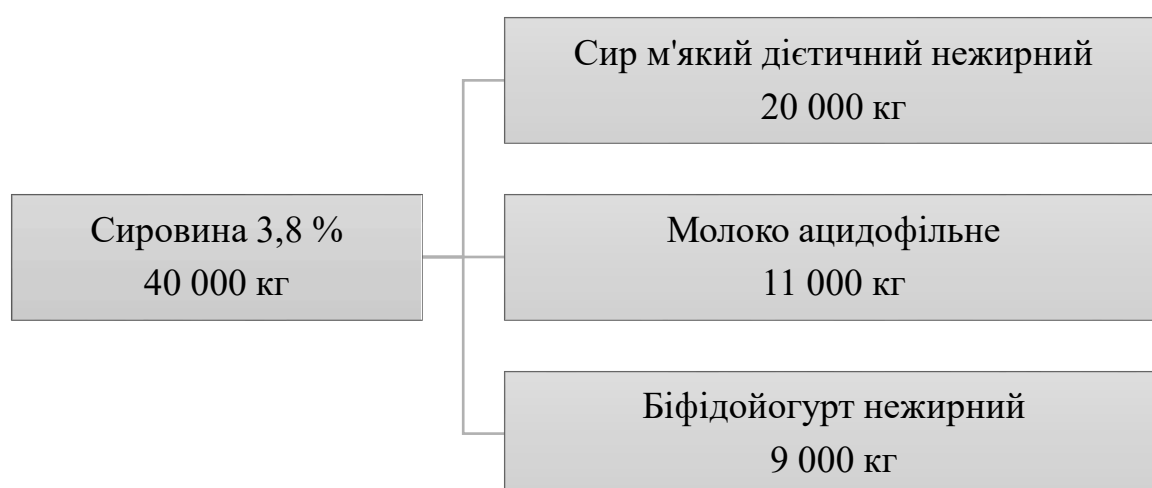 Сир м'який дієтичний нежирний
20 000 кг
Сировина 3,8 %
40 000 кг
Молоко ацидофільне
11 000 кг
Біфідойогурт нежирний
9 000 кг